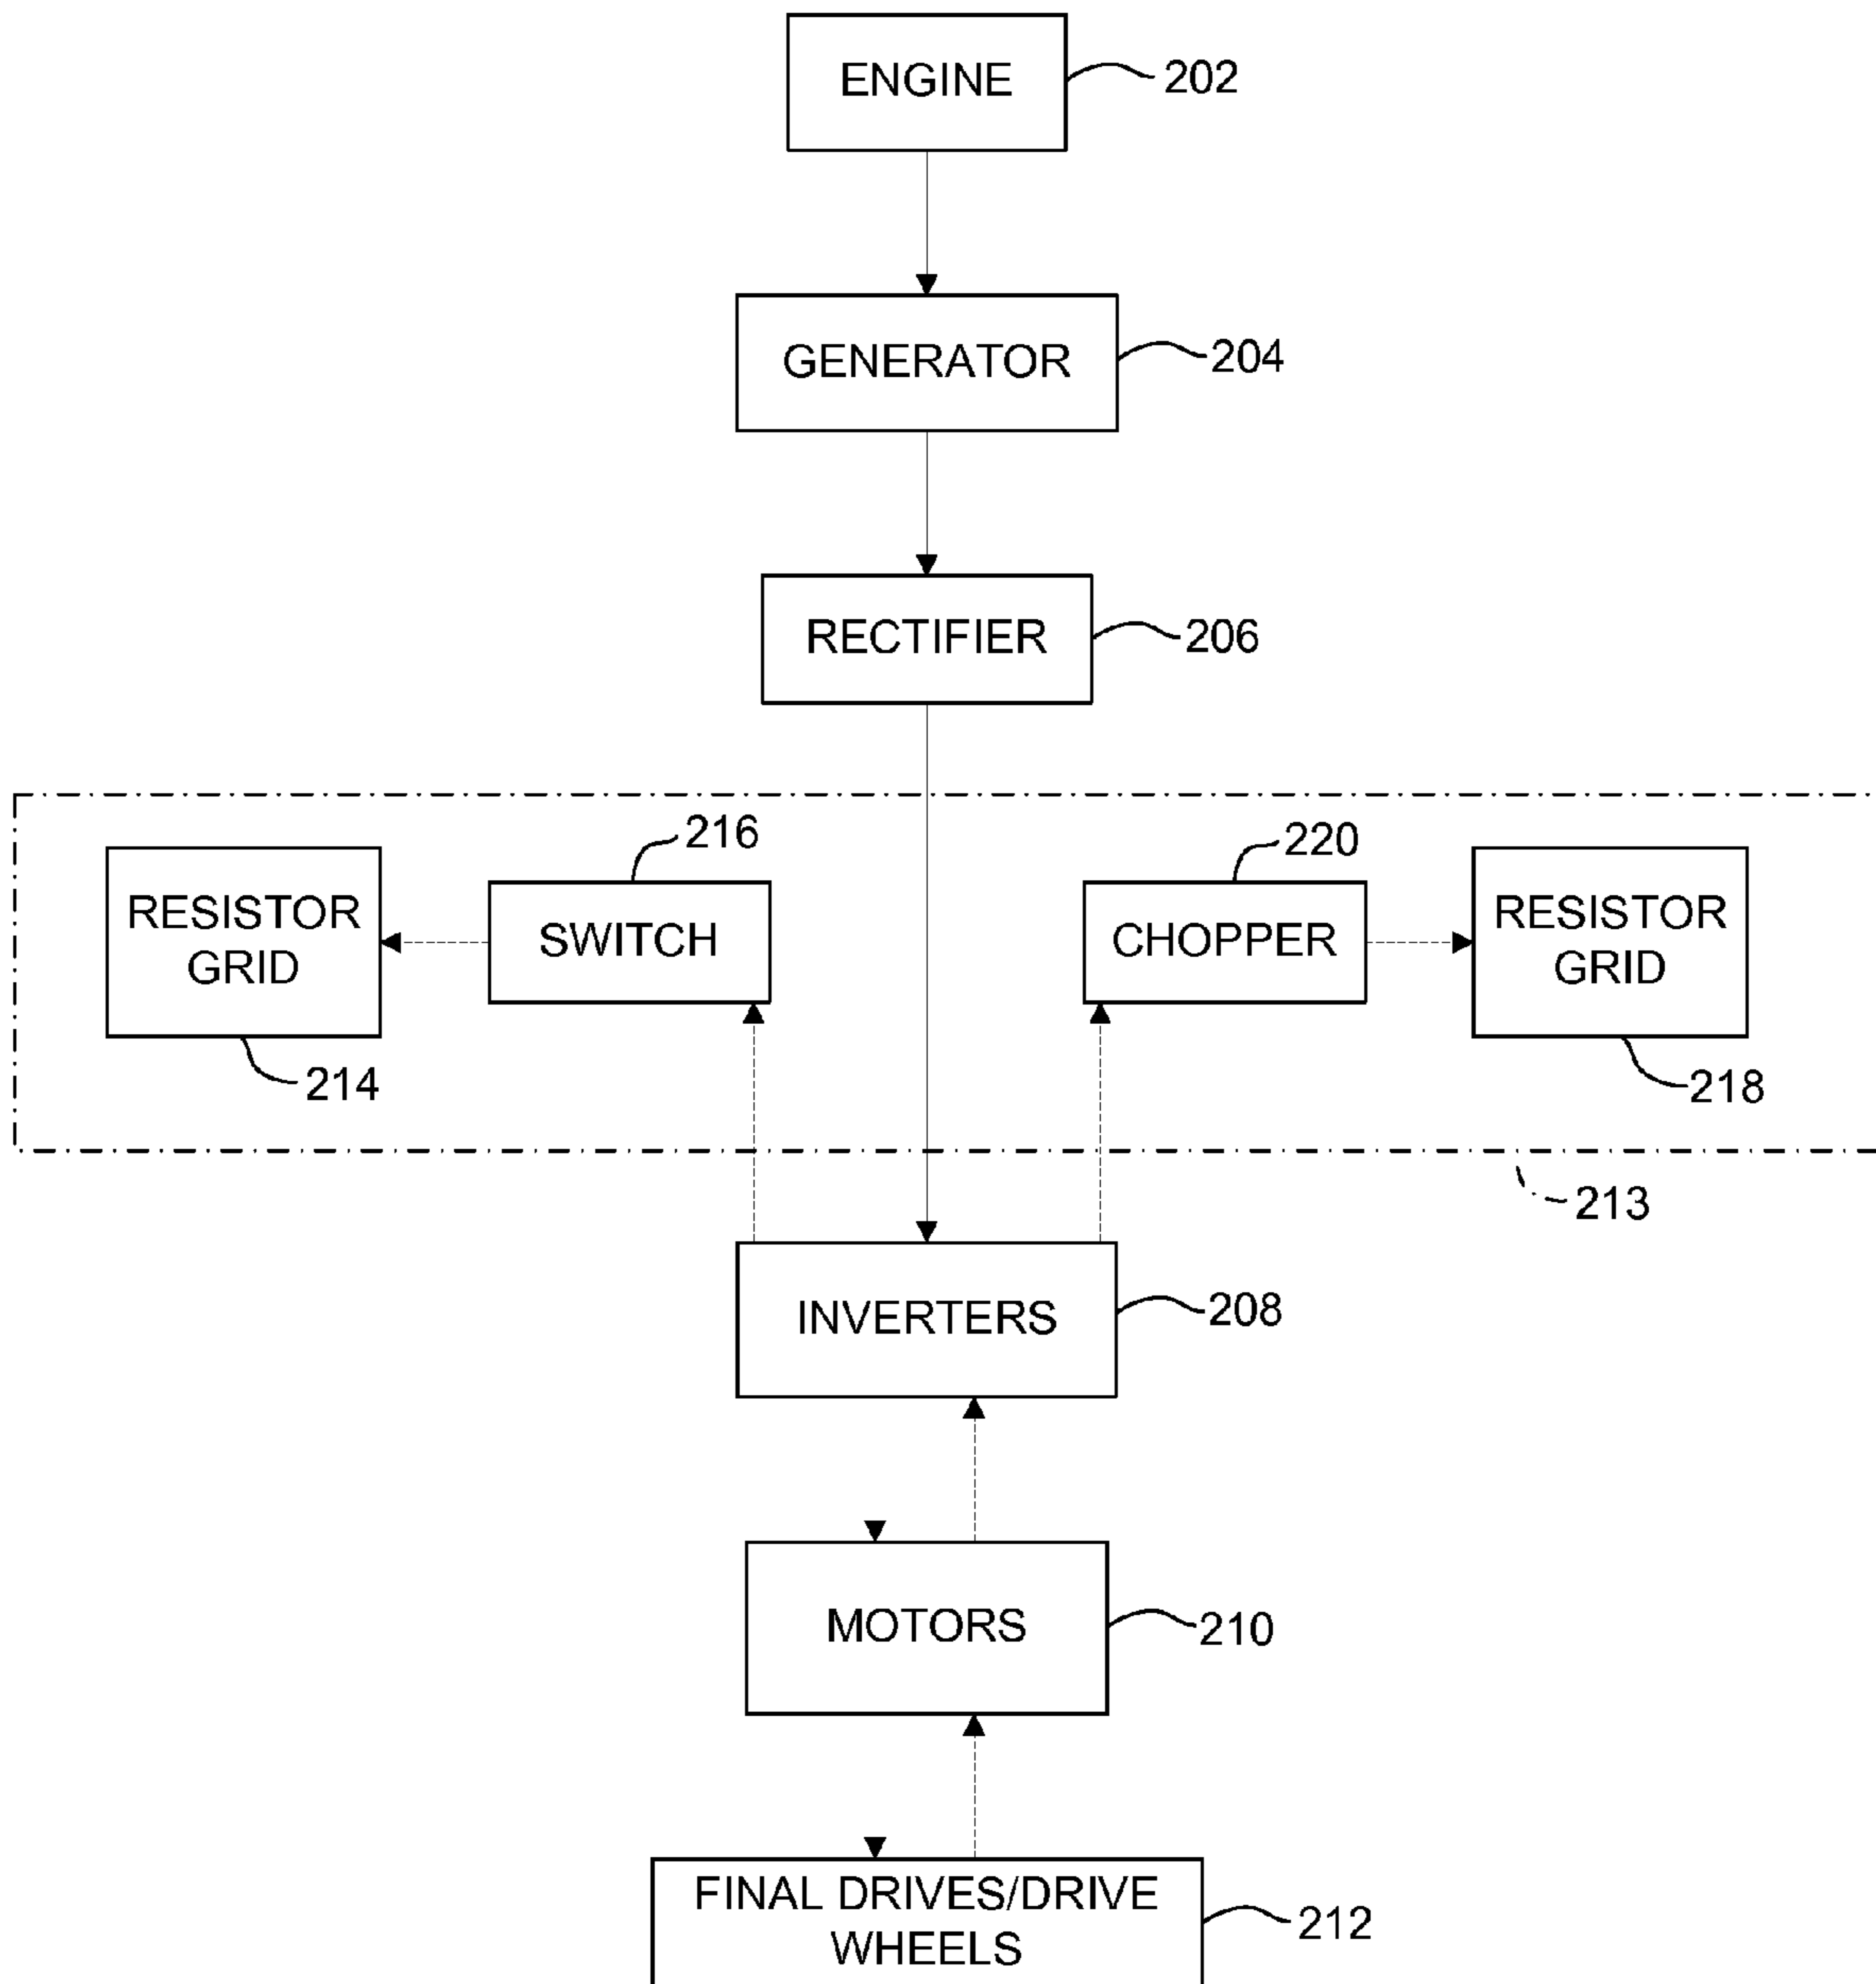 ENGINE
202
GENERATOR
204
RECTIFIER
206
216
220
RESISTOR
GRID
SWITCH
CHOPPER
RESISTOR
GRID
214
218
213
INVERTERS
208
MOTORS
210
FINAL DRIVES/DRIVE
WHEELS
212